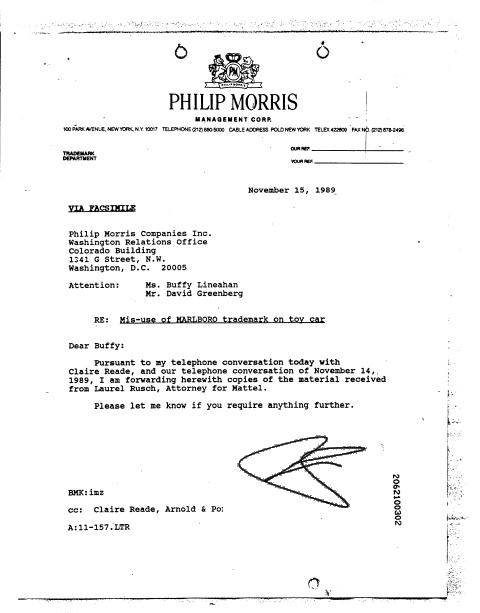 PM
PHILIP MORRIS
PHILIP MORRIS
MANAGEMENT CORP.
100 PARK AVENUE, NEW YORK, N.Y. 10017 TELEPHONE (212) 880-5000 CABLE ADDRESS POLD NEW YORK TELEX 422609 FAX NO. (212) 878-2496
TRADEMARK
DEPARTMENT
OUR REF.
YOUR REF.
November 15, 1989
VIA FACSIMILE
Philip Morris Companies Inc.
Washington Relations Office
Colorado Building
1341 G Street, N.W.
Washington, D.C. 20005
Attention: Ms. Buffy Lineahan
Mr. David Greenberg
RE: Mis-use of MARLBORO trademark on toy car
Dear Buffy:
Pursuant to my telephone conversation today with
Claire Reade, and our telephone conversation of November 14,
1989, I am forwarding herewith copies of the material received
from Laurel Rusch, Attorney for Mattel.
Please let me know if you require anything further.
BMK:imz
cc: Claire Reade, Arnold & Po
A:11-157.LTR
2062100302